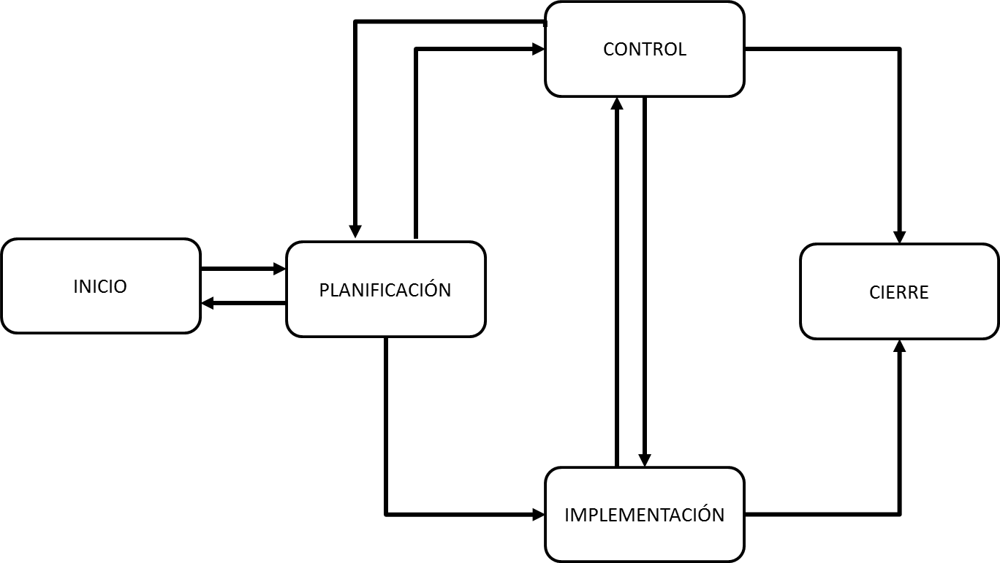 CONTROL
INICIO
PLANIFICACIÓN
CIERRE
IMPLEMENTACIÓN